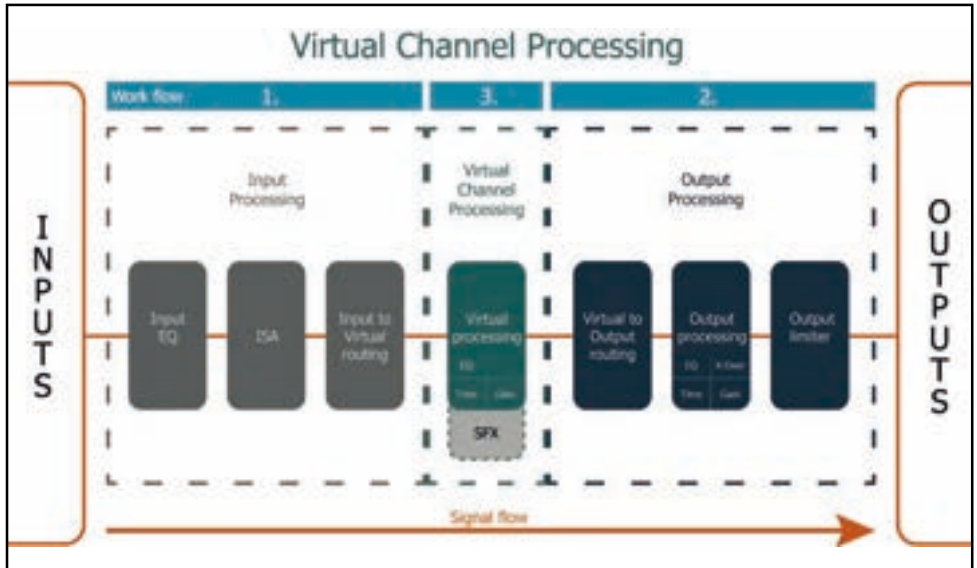 Virtual Channel Processing
Work flow 1. 3. 2.
INPUTS
Input
Processing
Input
EQ
ISA
Input to
Virtual
routing
Virtual
Channel
Processing
Virtual
processing
EQ
Time Gain
SFX
Output
Processing
Virtual to
Output
routing
Output
processing
EQ X-Over
Time Gain
Output
limiter
OUTPUTS
Signal flow